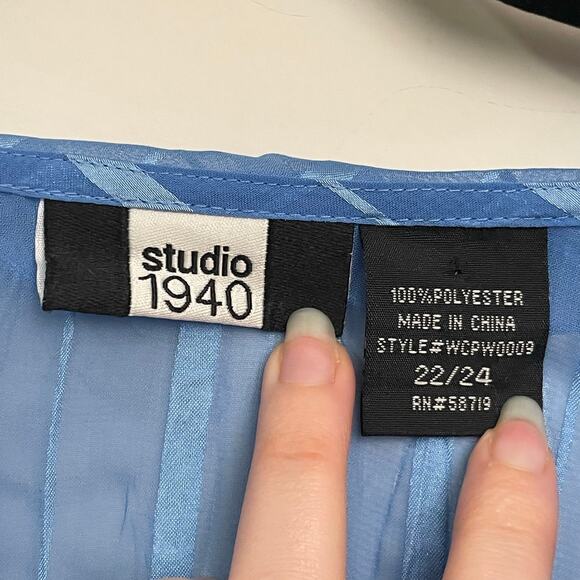 studio
1940
100%POLYESTER
MADE IN CHINA
STYLE#WCPW0009
22/24
RN#58719